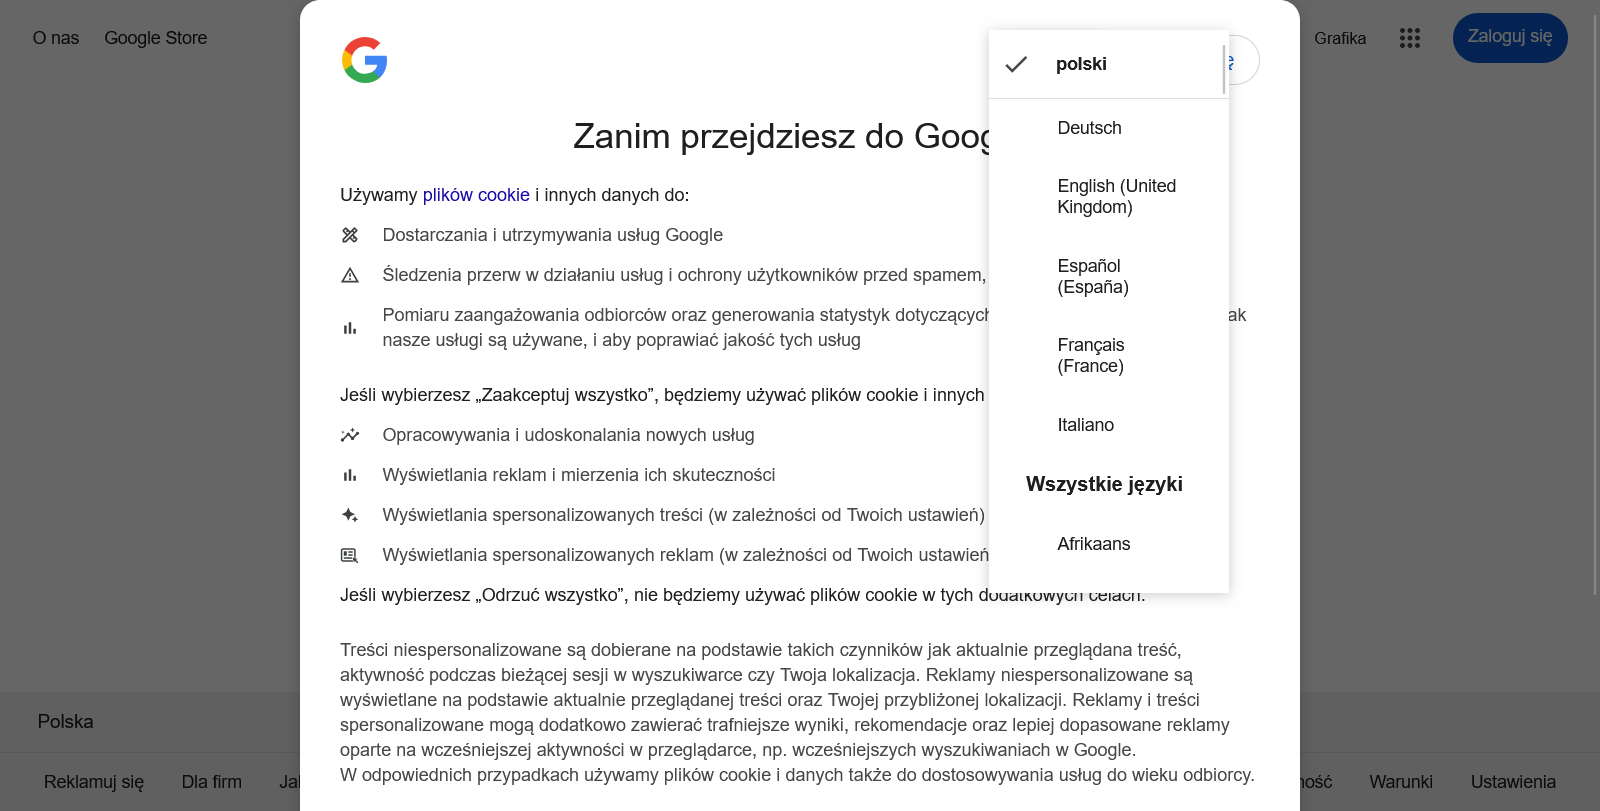 O nas
Google Store
Grafika
Zaloguj się
polski
Zanim przejdziesz do
Deutsch
Używamy plików cookie i innych danych do:
English (United
Kingdom)
Dostarczania i utrzymywania usług Google
Śledzenia przerw w działaniu usług i ochrony użytkowników przed spamem,
Español
(España)
Pomiaru zaangażowania odbiorców oraz generowania statystyk dotyczących
nasze usługi są używane, i aby poprawiać jakość tych usług
Français
(France)
Jeśli wybierzesz „Zaakceptuj wszystko”, będziemy używać plików cookie i innych
Italiano
Opracowywania i udoskonalania nowych usług
Wyświetlania reklam i mierzenia ich skuteczności
Wszystkie języki
Wyświetlania spersonalizowanych treści (w zależności od Twoich ustawień)
Afrikaans
Wyświetlania spersonalizowanych reklam (w zależności od Twoich ustawień
Jeśli wybierzesz „Odrzuć wszystko”, nie będziemy używać plików cookie w tych dodatkowych celach.
Treści niespersonalizowane są dobierane na podstawie takich czynników jak aktualnie przeglądana treść,
aktywność podczas bieżącej sesji w wyszukiwarce czy Twoja lokalizacja. Reklamy niespersonalizowane są
wyświetlane na podstawie aktualnie przeglądanej treści oraz Twojej przybliżonej lokalizacji. Reklamy i treści
spersonalizowane mogą dodatkowo zawierać trafniejsze wyniki, rekomendacje oraz lepiej dopasowane reklamy
oparte na wcześniejszej aktywności w przeglądarce, np. wcześniejszych wyszukiwaniach w Google.
W odpowiednich przypadkach używamy plików cookie i danych także do dostosowywania usług do wieku odbiorcy.
Polska
Reklamuj się
Dla firm
Warunki
Ustawienia